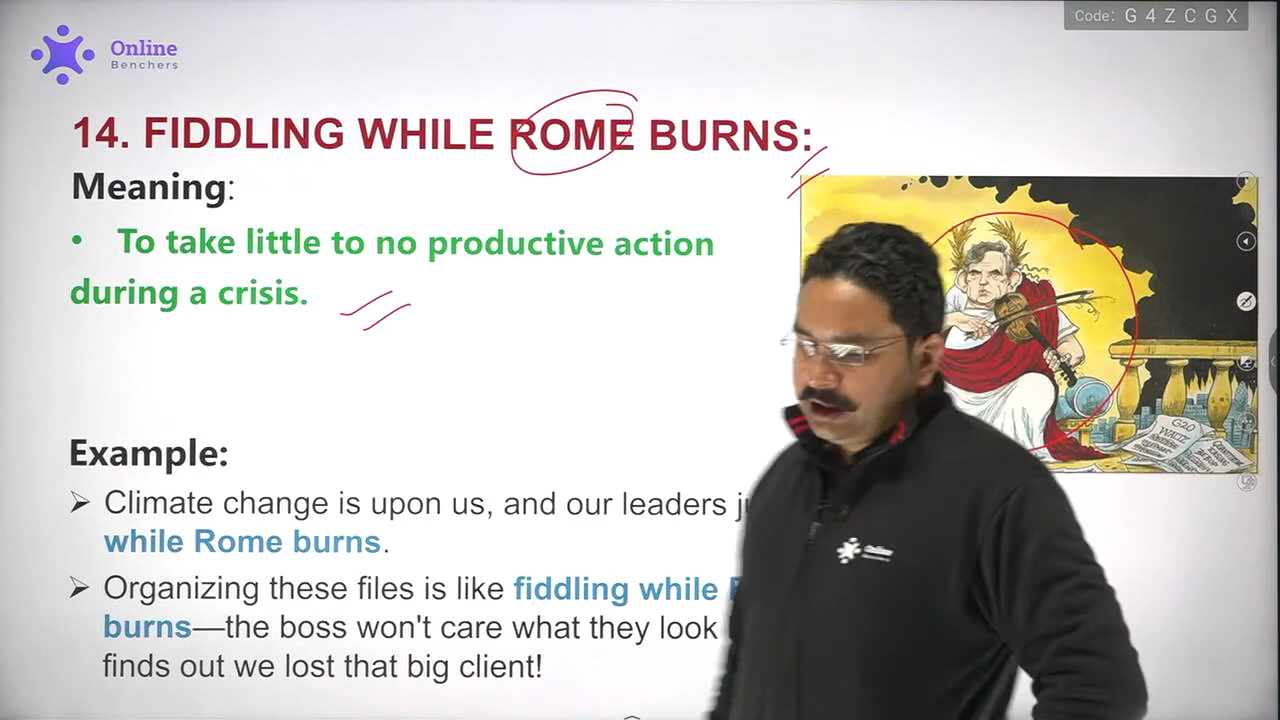 Code: G 4 Z C G X
Online
Benchers
14. FIDDLING WHILE ROME BURNS:
Meaning:
• To take little to no productive action
during a crisis.
G20
WALTZ
Example:
➢ Climate change is upon us, and our leaders
while Rome burns.
➢ Organizing these files is like fiddling while
burns—the boss won't care what they look
finds out we lost that big client!
Online